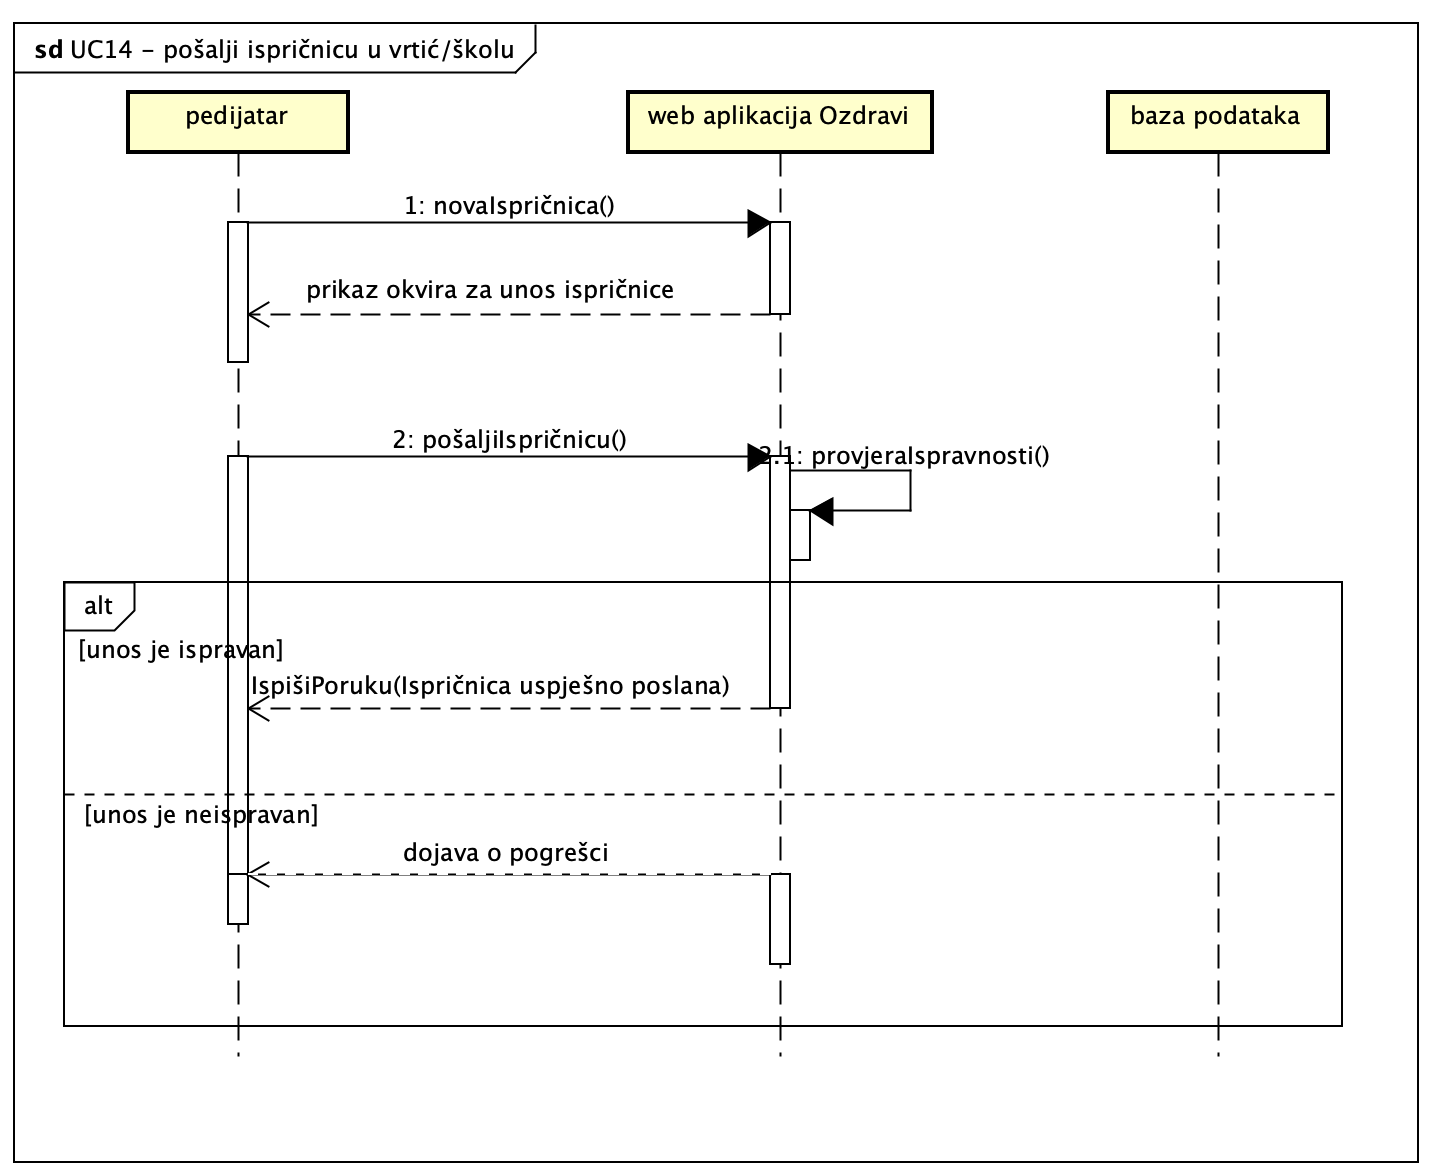 sd UC14 – pošalji ispričnicu u vrtić/školu
pedijatar
web aplikacija Ozdravi
baza podataka
1: novaIspričnica()
prikaz okvira za unos ispričnice
2: pošaljiIspričnicu()
2.1: provjeraIspravnosti()
alt
[unos je ispravan]
IspišiPoruku(Ispričnica uspješno poslana)
[unos je neispravan]
dojava o pogrešci